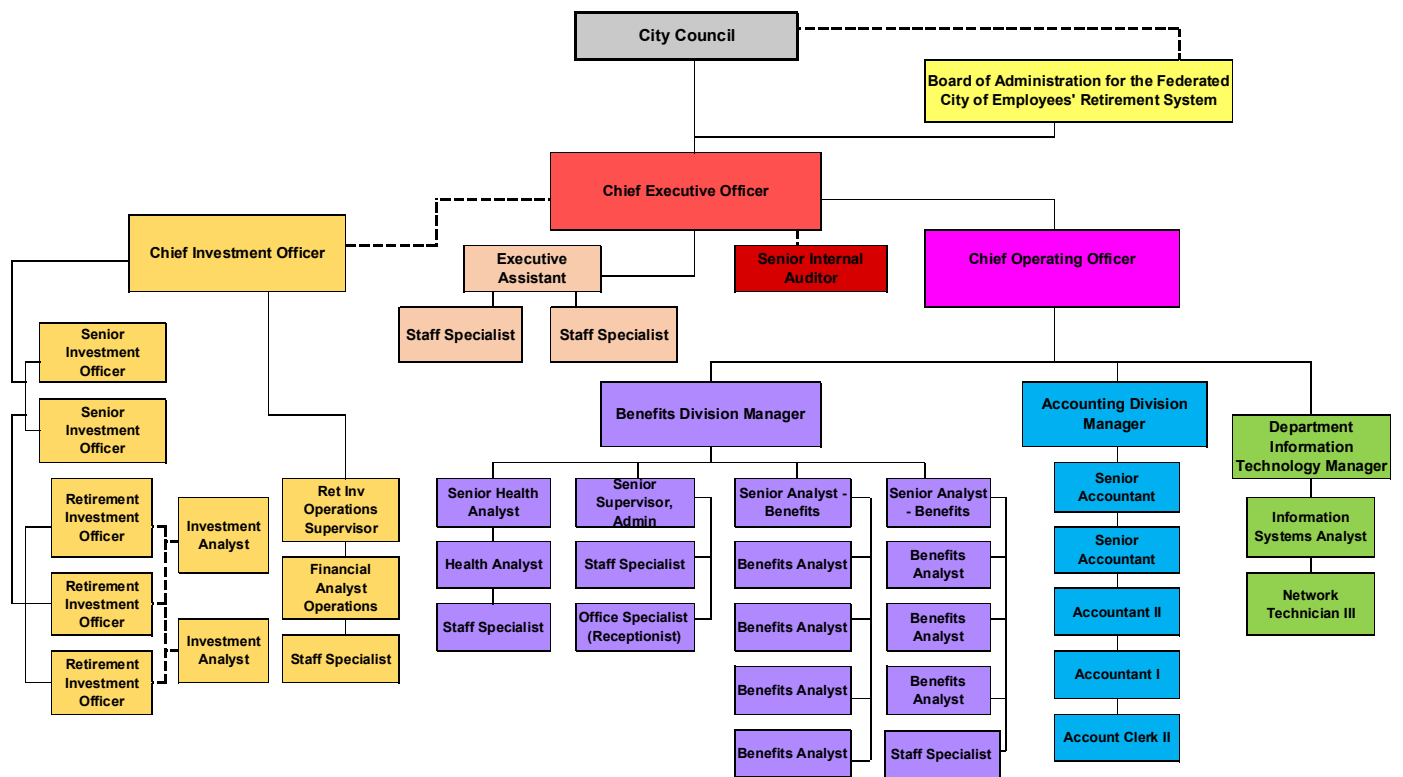 City Council
Board of Administration for the Federated
City of Employees' Retirement System
Chief Executive Officer
Chief Investment Officer
Executive
Assistant
Senior Internal
Auditor
Chief Operating Officer
Staff Specialist
Staff Specialist
Senior
Investment
Officer
Senior
Investment
Officer
Benefits Division Manager
Accounting Division
Manager
Department
Information
Technology Manager
Retirement
Investment
Officer
Investment
Analyst
Ret Inv
Operations
Supervisor
Senior Health
Analyst
Senior
Supervisor,
Admin
Senior Analyst -
Benefits
Senior Analyst
- Benefits
Senior
Accountant
Information
Systems Analyst
Retirement
Investment
Officer
Financial
Analyst
Operations
Health Analyst
Staff Specialist
Benefits Analyst
Benefits
Analyst
Senior
Accountant
Network
Technician III
Investment
Analyst
Staff Specialist
Office Specialist
(Receptionist)
Benefits Analyst
Benefits
Analyst
Accountant II
Retirement
Investment
Officer
Staff Specialist
Benefits Analyst
Benefits
Analyst
Accountant I
Benefits Analyst
Staff Specialist
Account Clerk II